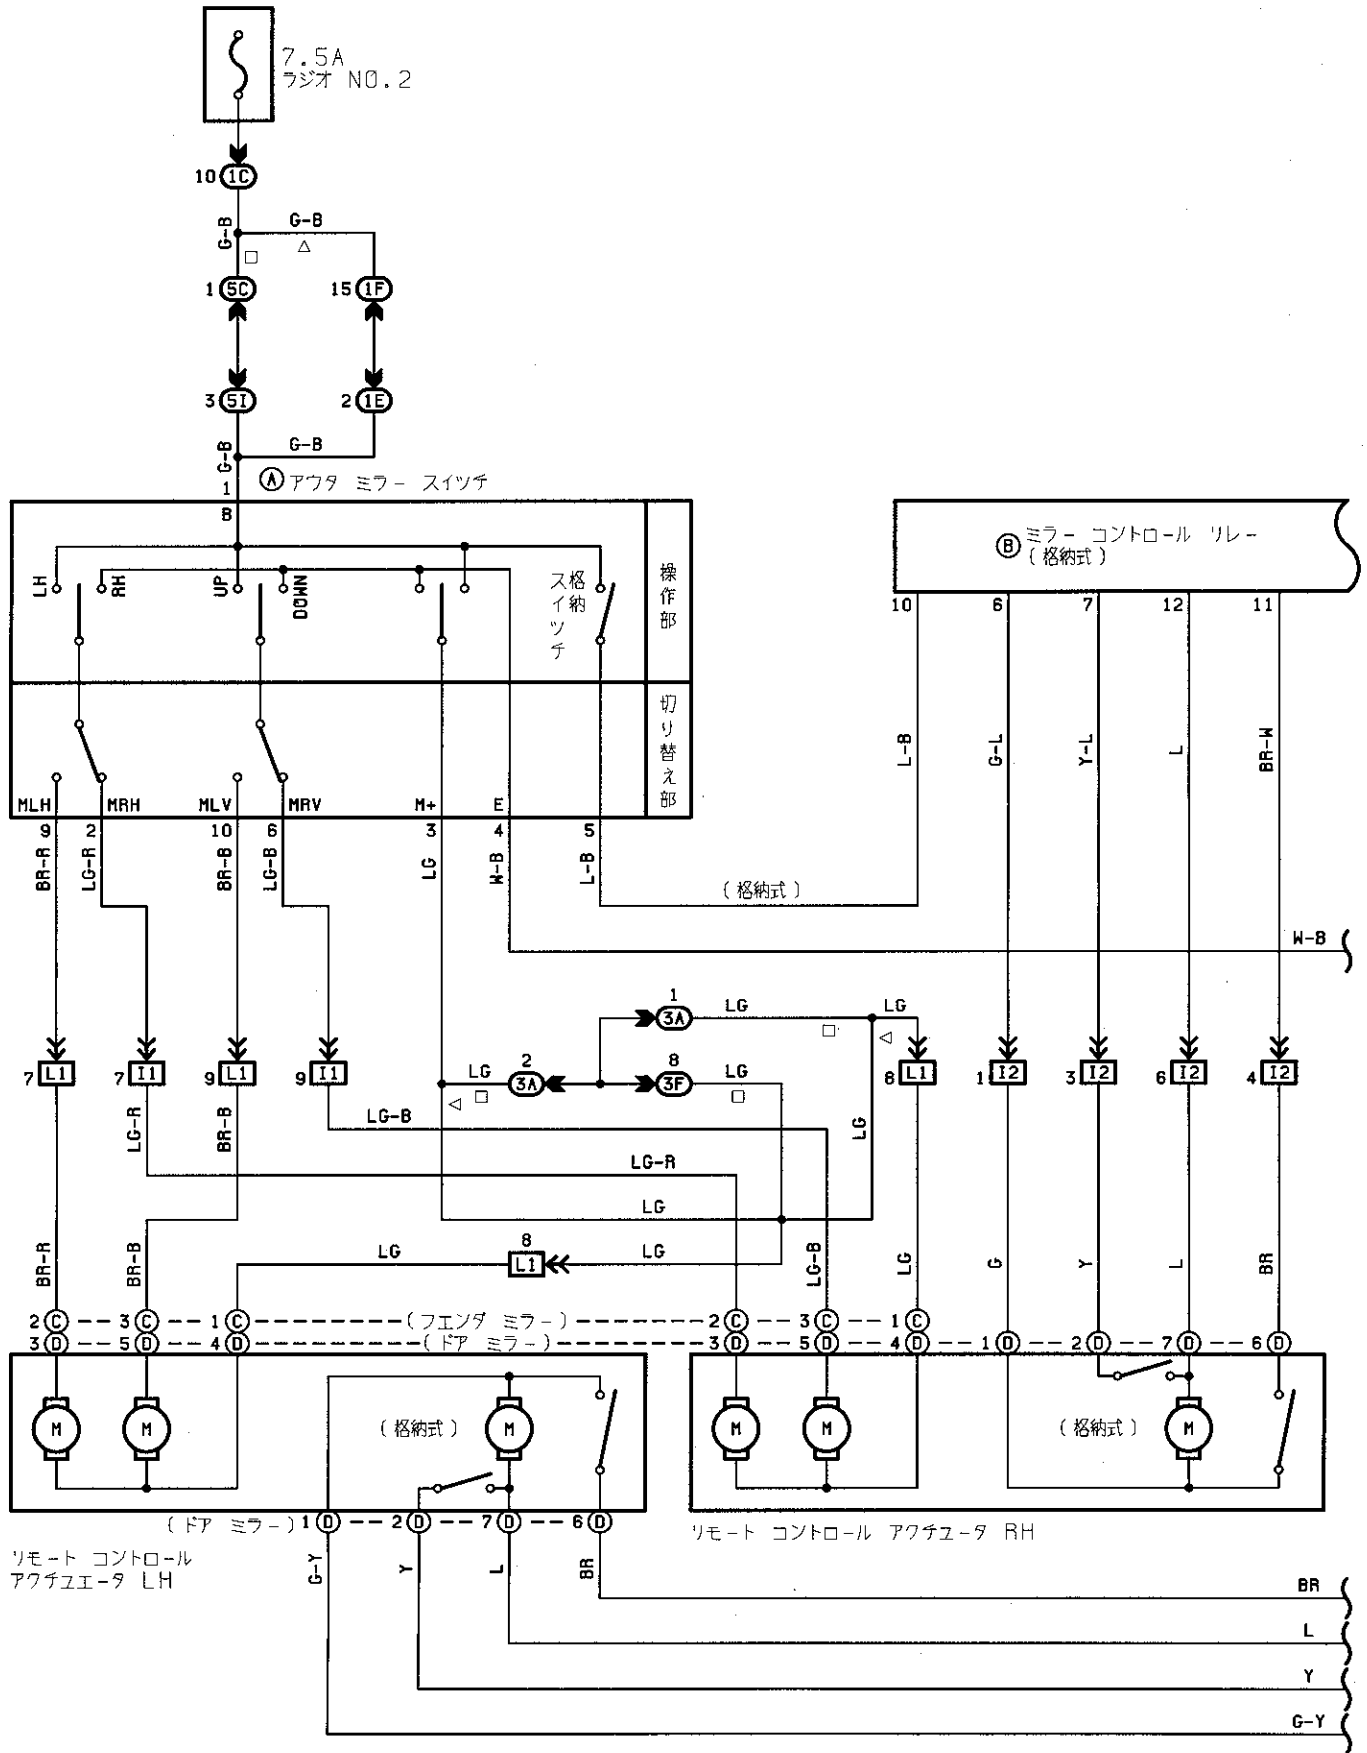 7.5A
ラジオ NO.2
10 1C
G-B G-B
□ △
1 5C 15 1F
3 5I 2 1E
G-B G-B
1 A アウタ ミラー スイッチ
B
LH RH UP DOWN 格納スイッチ 操作部
切り替え部
MLH MRH MLV MRV M+ E
9 2 10 6 3 4 5
BR-R LG-R BR-B LG-B LG W-B L-B
B ミラー コントロール リレー
(格納式)
10 6 7 12 11
L-B G-L Y-L L BR-W
(格納式)
W-B
1 3A LG LG
□ △
7 L1 7 I1 9 L1 9 I1
LG 2 3A 8 3F LG
△ □ □
8 L1 1 I2 3 I2 6 I2 4 I2
LG-R BR-B LG-B LG
LG-R
LG
8
LG L1 LG
BR-R BR-B LG-B LG G Y L BR
2 C 3 C 1 C (フェンダ ミラー) 2 C 3 C 1 C
3 D 5 D 4 D (ドア ミラー) 3 D 5 D 4 D 1 D 2 D 7 D 6 D
M M (格納式) M M M (格納式) M
(ドア ミラー) 1 D 2 D 7 D 6 D
リモート コントロール
アクチュエータ LH
リモート コントロール アクチュータ RH
G-Y Y L BR
BR
L
Y
G-Y